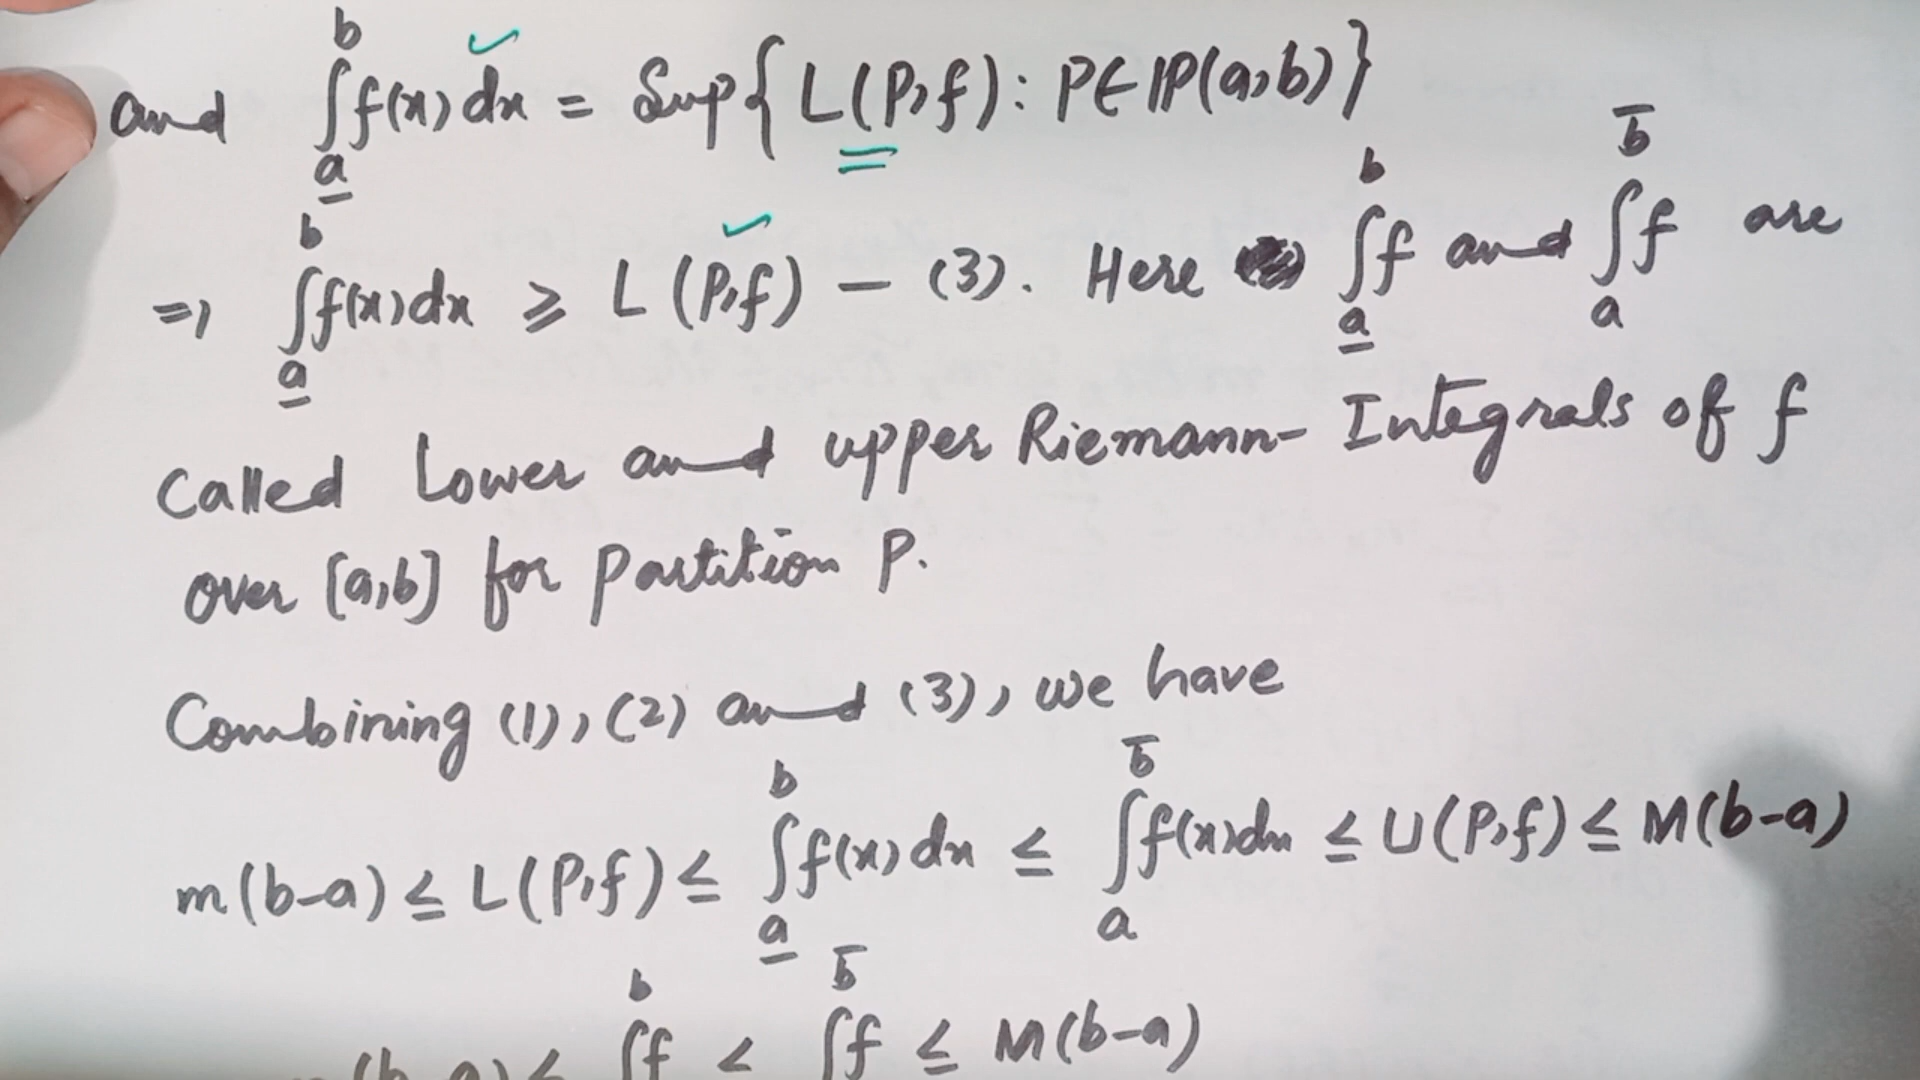 and ∫_a̲^b f(x) dx = Sup{ L(P,f) : P∈ℙ(a,b)}
⇒ ∫_a̲^b f(x)dx ≥ L(P,f) — (3). Here ∫_a̲^b f and ∫_a^b̄ f are
called Lower and upper Riemann- Integrals of f
over [a,b] for partition P.
Combining (1), (2) and (3), we have
m(b-a) ≤ L(P,f) ≤ ∫_a̲^b f(x) dx ≤ ∫_a^b̄ f(x)dx ≤ U(P,f) ≤ M(b-a)
(b-a) ≤ ∫^b f ≤ ∫^b̄ f ≤ M(b-a)